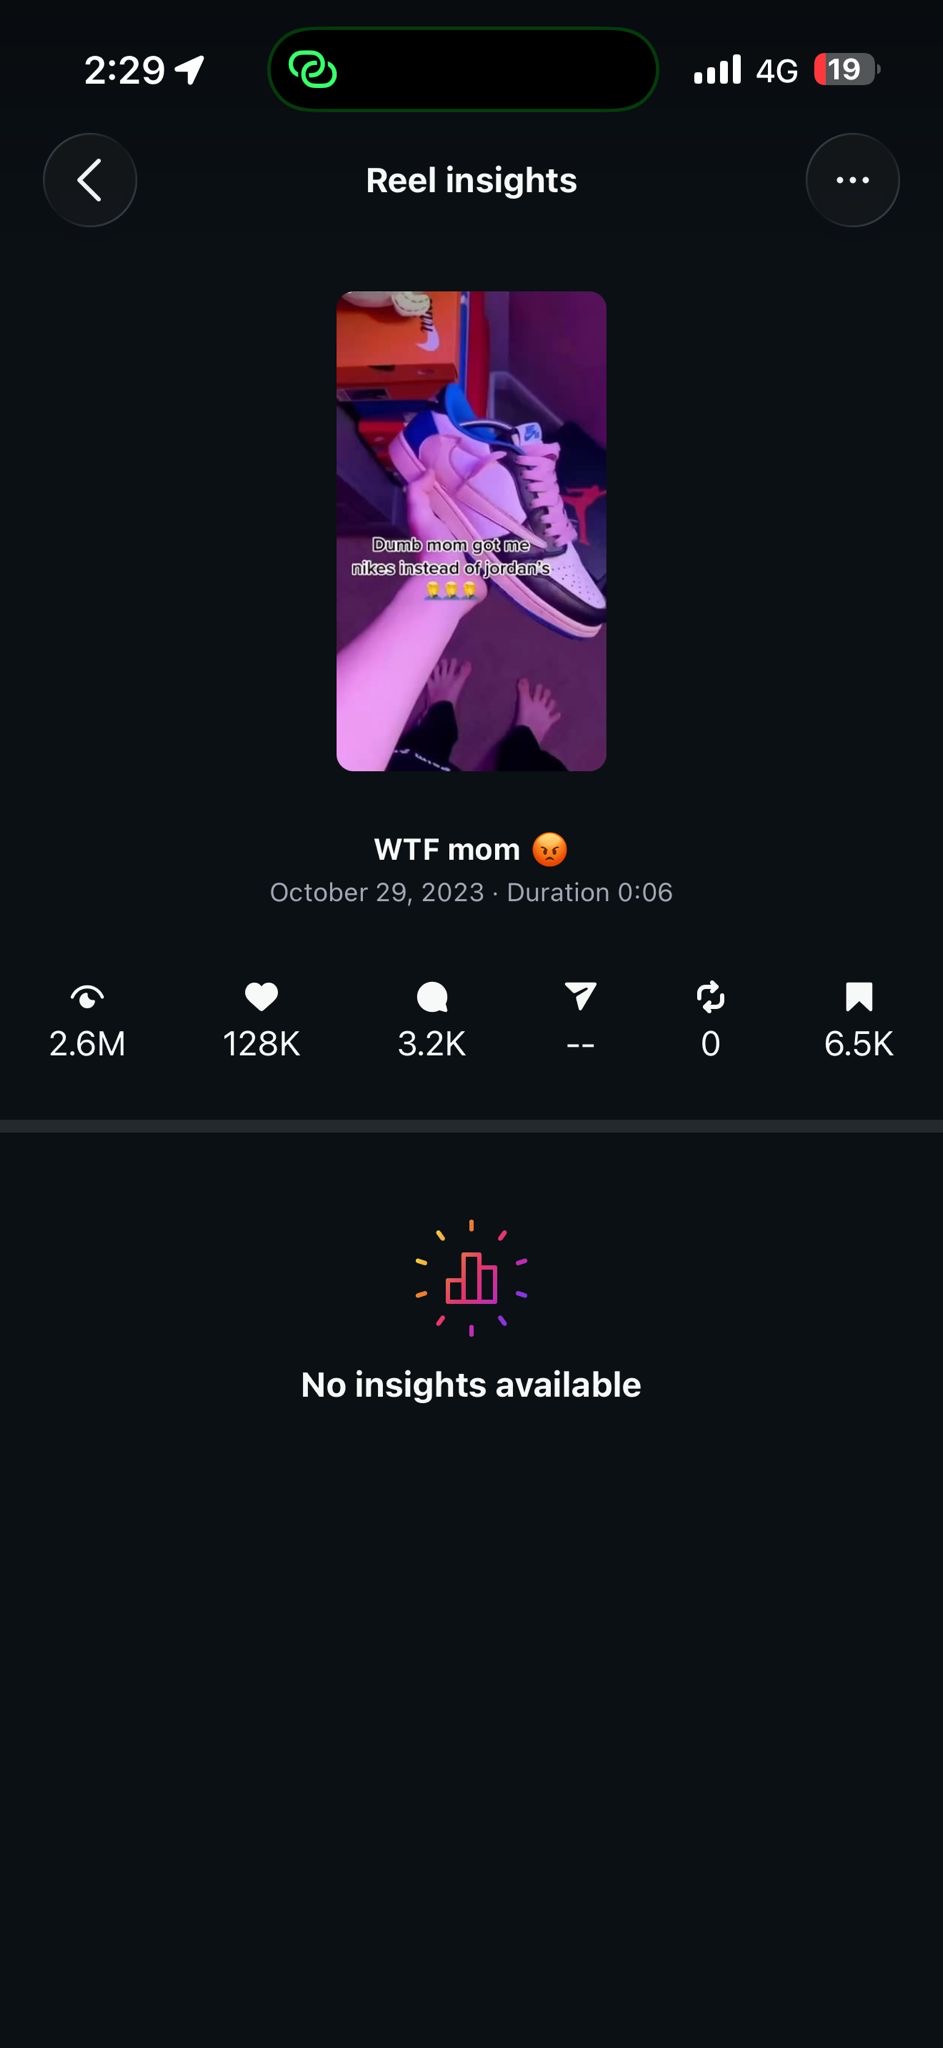 2:29
4G
19
Reel insights
Dumb mom got me
nikes instead of jordan's
🤦🤦🤦
WTF mom 😡
October 29, 2023 · Duration 0:06
2.6M 128K 3.2K -- 0 6.5K
No insights available